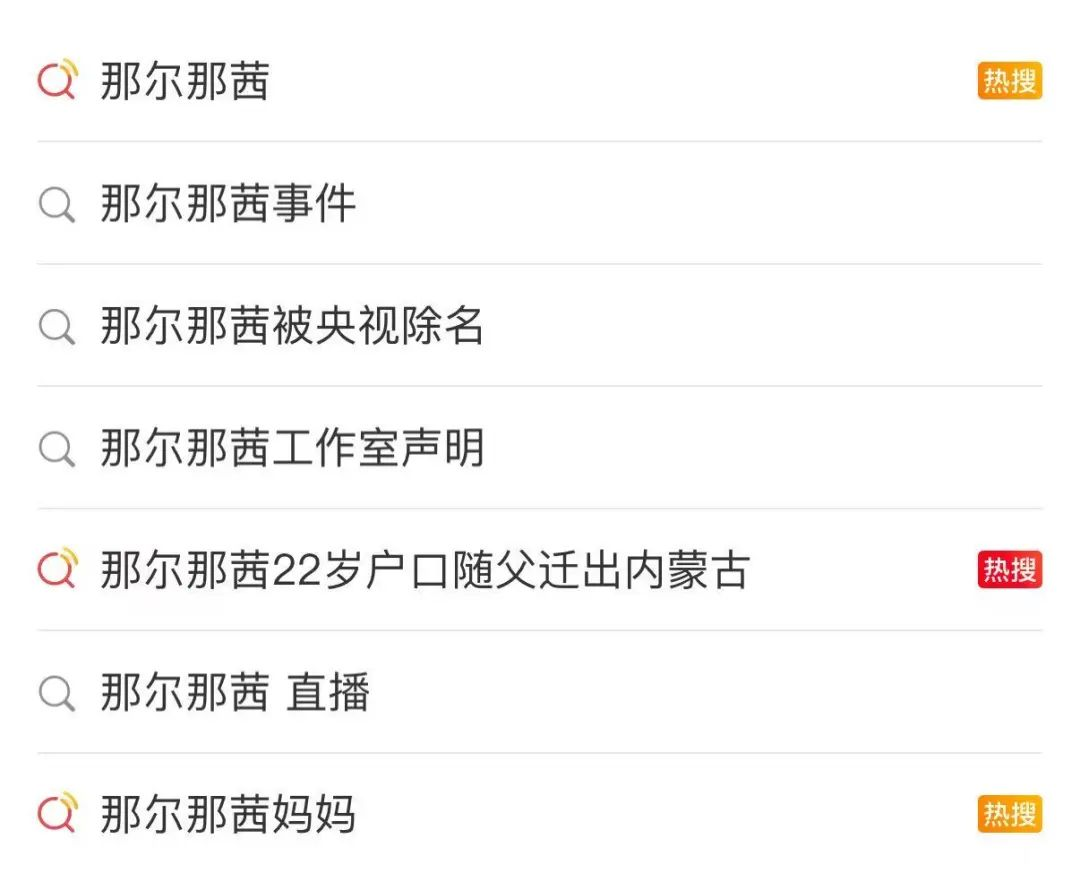 那尔那茜 热搜
那尔那茜事件
那尔那茜被央视除名
那尔那茜工作室声明
那尔那茜22岁户口随父迁出内蒙古 热搜
那尔那茜 直播
那尔那茜妈妈 热搜